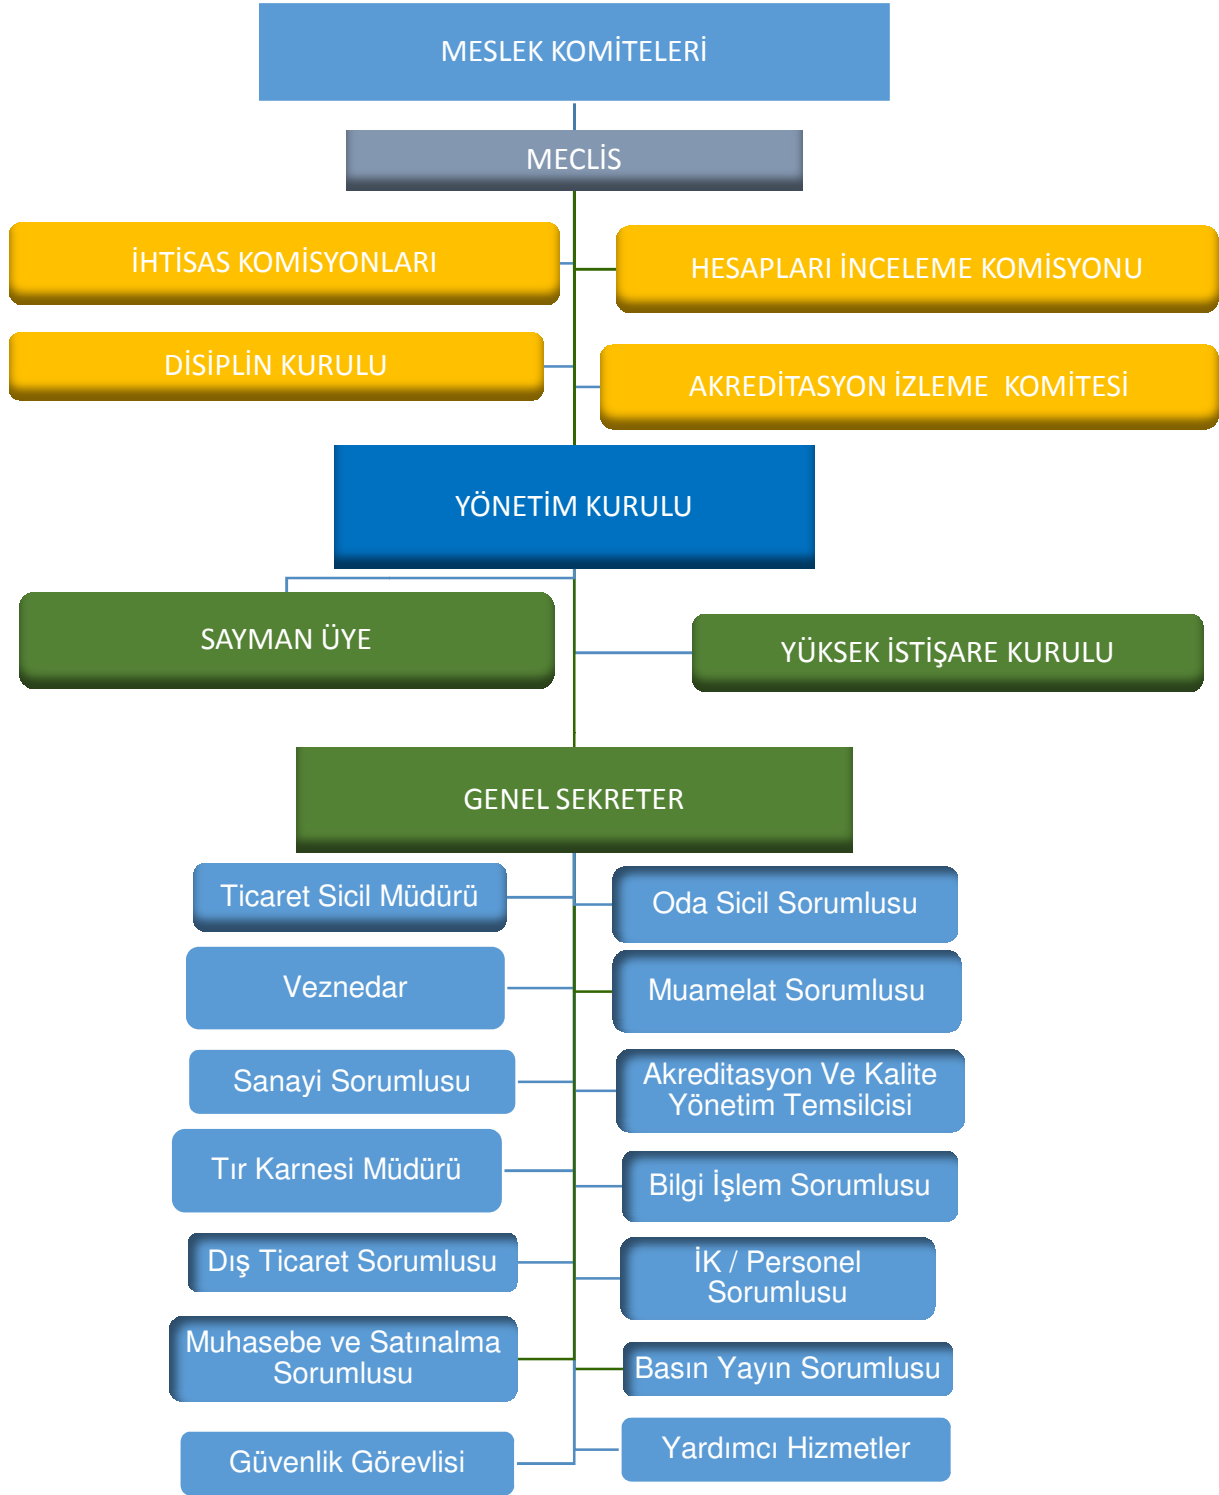 MESLEK KOMİTELERİ
MECLİS
İHTİSAS KOMİSYONLARI
HESAPLARI İNCELEME KOMİSYONU
DİSİPLİN KURULU
AKREDİTASYON İZLEME  KOMİTESİ
YÖNETİM KURULU
SAYMAN ÜYE
YÜKSEK İSTİŞARE KURULU
GENEL SEKRETER
Ticaret Sicil Müdürü
Oda Sicil Sorumlusu
Veznedar
Muamelat Sorumlusu
Sanayi Sorumlusu
Akreditasyon Ve Kalite
Yönetim Temsilcisi
Tır Karnesi Müdürü
Bilgi İşlem Sorumlusu
Dış Ticaret Sorumlusu
İK / Personel
Sorumlusu
Muhasebe ve Satınalma
Sorumlusu
Basın Yayın Sorumlusu
Güvenlik Görevlisi
Yardımcı Hizmetler